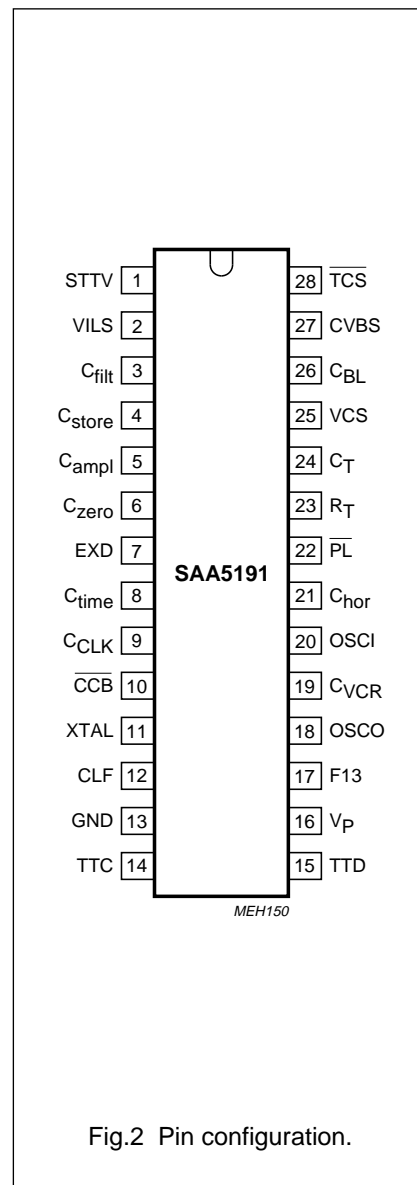 STTV 1 28 T̅C̅S̅
VILS 2 27 CVBS
Cfilt 3 26 CBL
Cstore 4 25 VCS
Campl 5 24 CT
Czero 6 23 RT
EXD 7 22 P̅L̅
SAA5191
Ctime 8 21 Chor
CCLK 9 20 OSCI
C̅C̅B̅ 10 19 CVCR
XTAL 11 18 OSCO
CLF 12 17 F13
GND 13 16 VP
TTC 14 15 TTD
MEH150
Fig.2 Pin configuration.